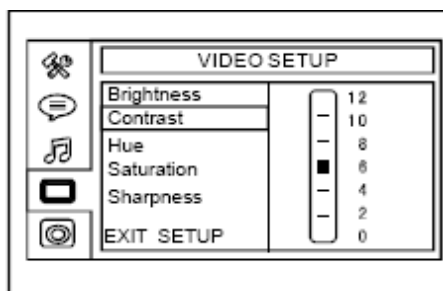 VIDEO SETUP
Brightness
Contrast
Hue
Saturation
Sharpness
EXIT SETUP
12
10
8
6
4
2
0